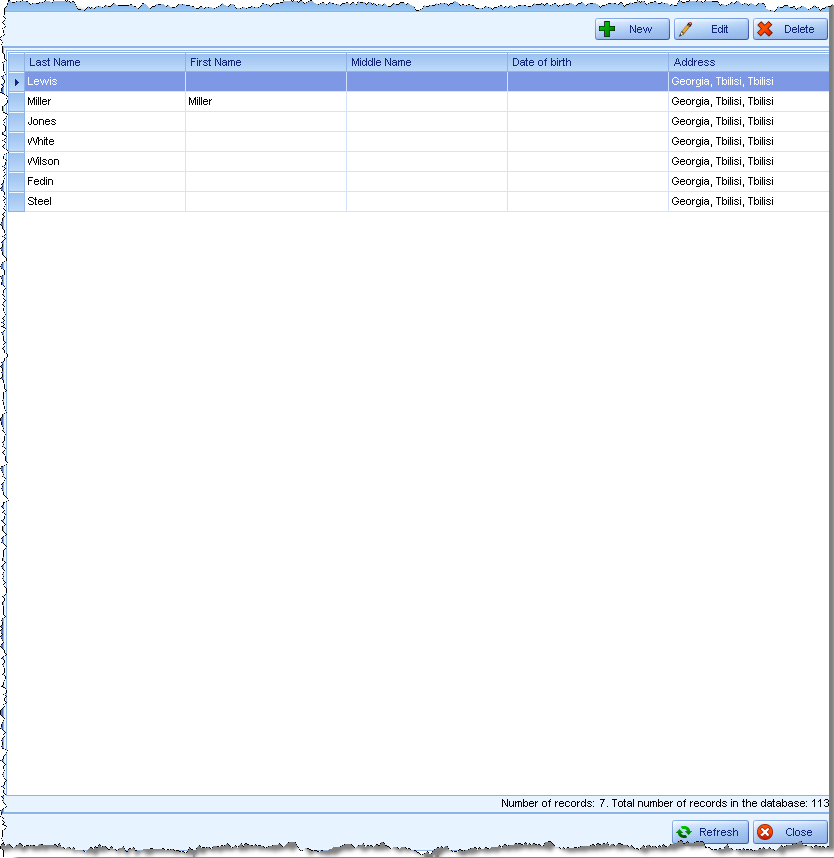 New Edit Delete
Last Name First Name Middle Name Date of birth Address
Lewis Georgia, Tbilisi, Tbilisi
Miller Miller Georgia, Tbilisi, Tbilisi
Jones Georgia, Tbilisi, Tbilisi
White Georgia, Tbilisi, Tbilisi
Wilson Georgia, Tbilisi, Tbilisi
Fedin Georgia, Tbilisi, Tbilisi
Steel Georgia, Tbilisi, Tbilisi
Number of records: 7. Total number of records in the database: 113
Refresh Close